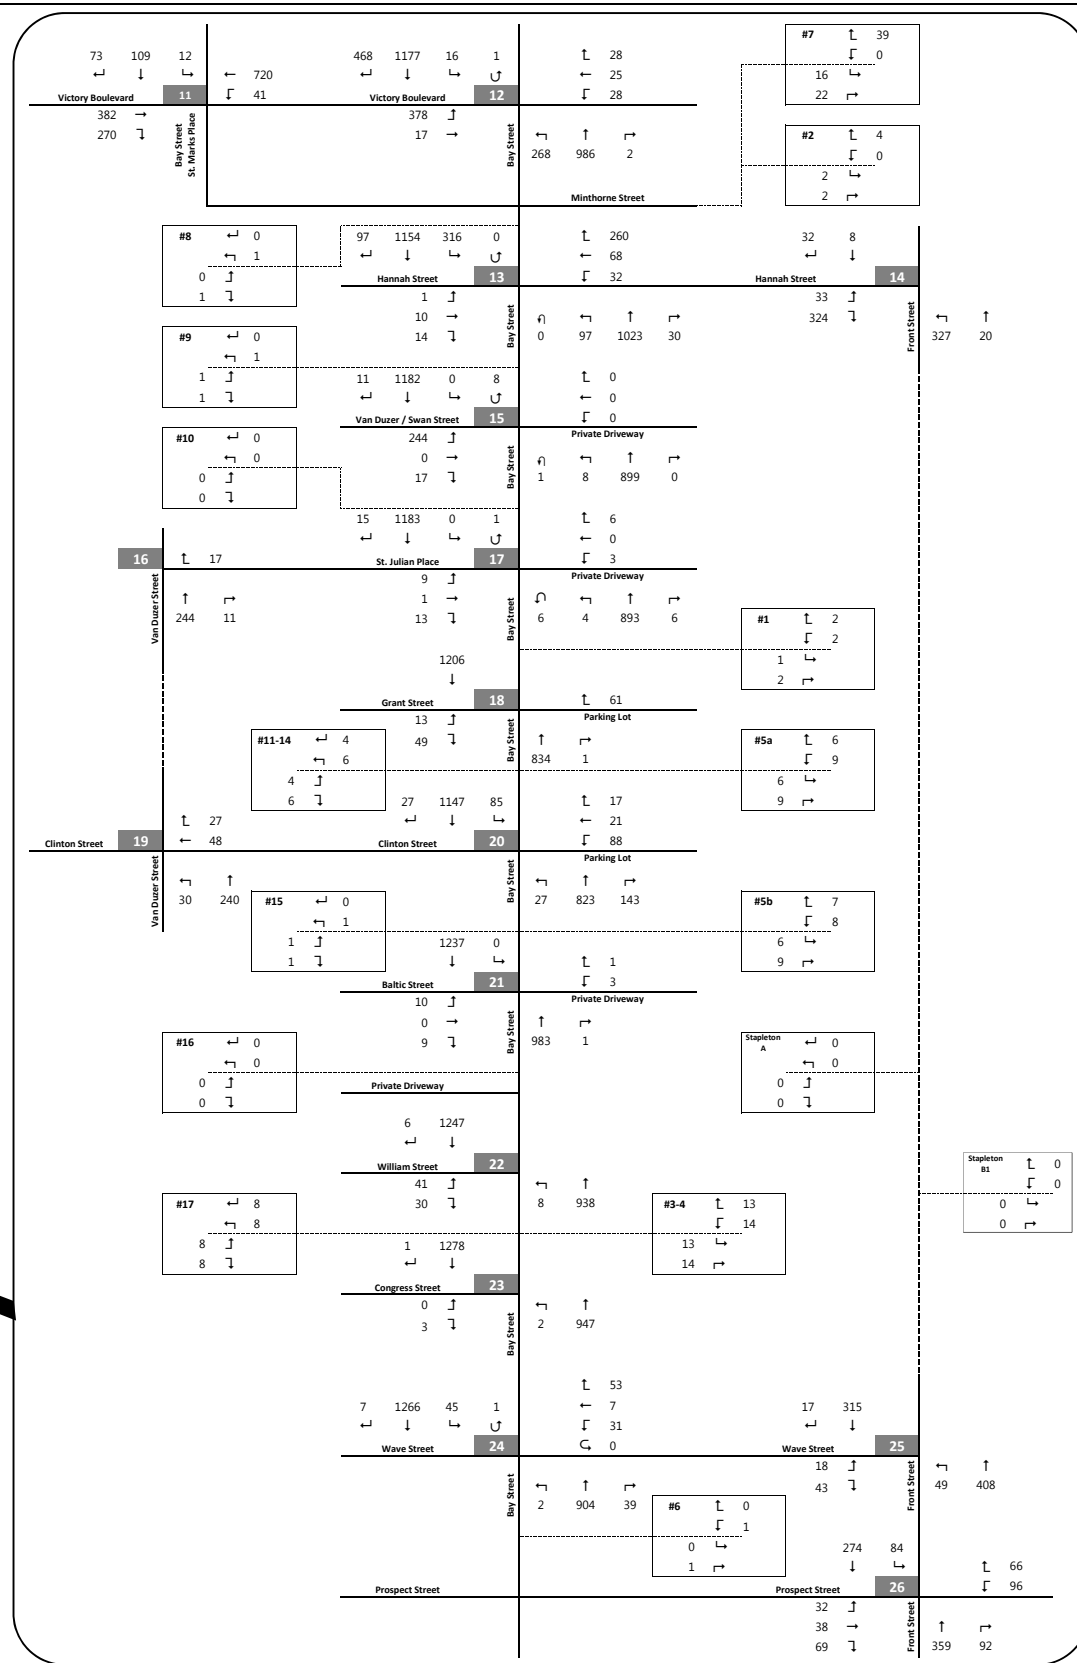 #7 39
0
73 109 12 468 1177 16 1 28
16
720 25
22
Victory Boulevard 11 41 Victory Boulevard 12 28
382 378
270 17
Bay Street
St. Marks Place
Bay Street
268 986 2
#2 4
0
2
2
Minthorne Street
#8 0
1
0
1
97 1154 316 0 260 32 8
68
Hannah Street 13 32 Hannah Street 14
1 33
10 324
14
Bay Street
0 97 1023 30
Front Street
327 20
#9 0
1
1
1
11 1182 0 8 0
0
Van Duzer / Swan Street 15 0
Private Driveway
244
0
17
Bay Street
1 8 899 0
#10 0
0
0
0
15 1183 0 1 6
0
16 17 St. Julian Place 17 3
Private Driveway
9
1
13
Van Duzer Street
244 11
Bay Street
6 4 893 6
#1 2
2
1
2
1206
Grant Street 18 61
Parking Lot
13
49
Bay Street
834 1
#11-14 4
6
4
6
#5a 6
9
6
9
27 27 1147 85 17
48 21
Clinton Street 19 Clinton Street 20 88
Parking Lot
Van Duzer Street
30 240
Bay Street
27 823 143
#15 0
1
1
1
#5b 7
8
6
9
1237 0 1
Baltic Street 21 3
Private Driveway
10
0
9
Bay Street
983 1
#16 0
0
0
0
Stapleton
A
0
0
0
0
Private Driveway
6 1247
William Street 22
41
30
8 938
Stapleton
B1
0
0
0
0
#17 8
8
8
8
#3-4 13
14
13
14
1 1278
Congress Street 23
0
3
Bay Street
2 947
53
7 1266 45 1 7 17 315
31
Wave Street 24 0 Wave Street 25
18
43
Bay Street
2 904 39
Front Street
49 408
#6 0
1
0
1
274 84 66
Prospect Street Prospect Street 26 96
32
38
69
Front Street
359 92